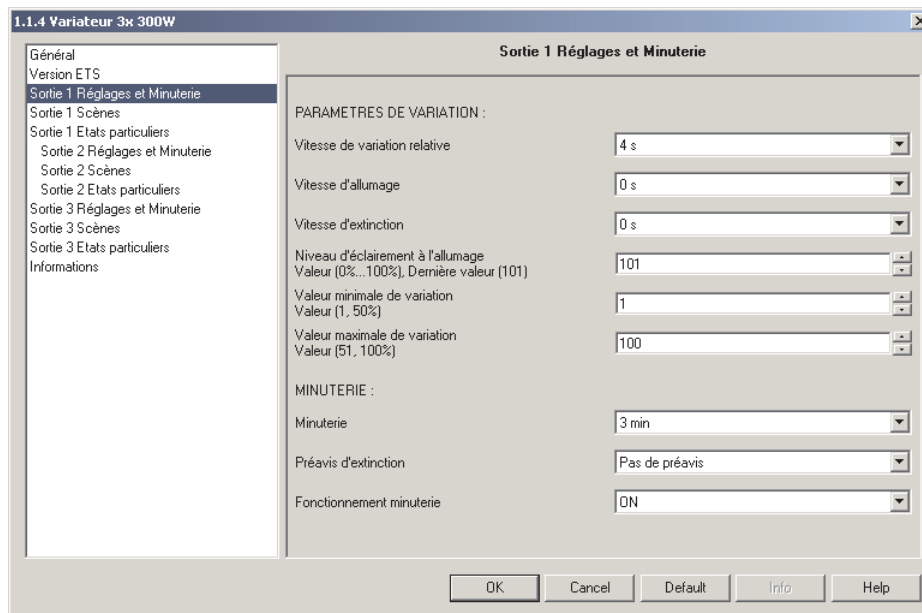 1.1.4 Variateur 3x 300W
Général
Version ETS
Sortie 1 Réglages et Minuterie
Sortie 1 Scènes
Sortie 1 Etats particuliers
Sortie 2 Réglages et Minuterie
Sortie 2 Scènes
Sortie 2 Etats particuliers
Sortie 3 Réglages et Minuterie
Sortie 3 Scènes
Sortie 3 Etats particuliers
Informations
Sortie 1 Réglages et Minuterie
PARAMETRES DE VARIATION :
Vitesse de variation relative
4 s
Vitesse d'allumage
0 s
Vitesse d'extinction
0 s
Niveau d'éclairement à l'allumage
Valeur (0%...100%), Dernière valeur (101)
101
Valeur minimale de variation
Valeur (1, 50%)
1
Valeur maximale de variation
Valeur (51, 100%)
100
MINUTERIE :
Minuterie
3 min
Préavis d'extinction
Pas de préavis
Fonctionnement minuterie
ON
OK
Cancel
Default
Info
Help